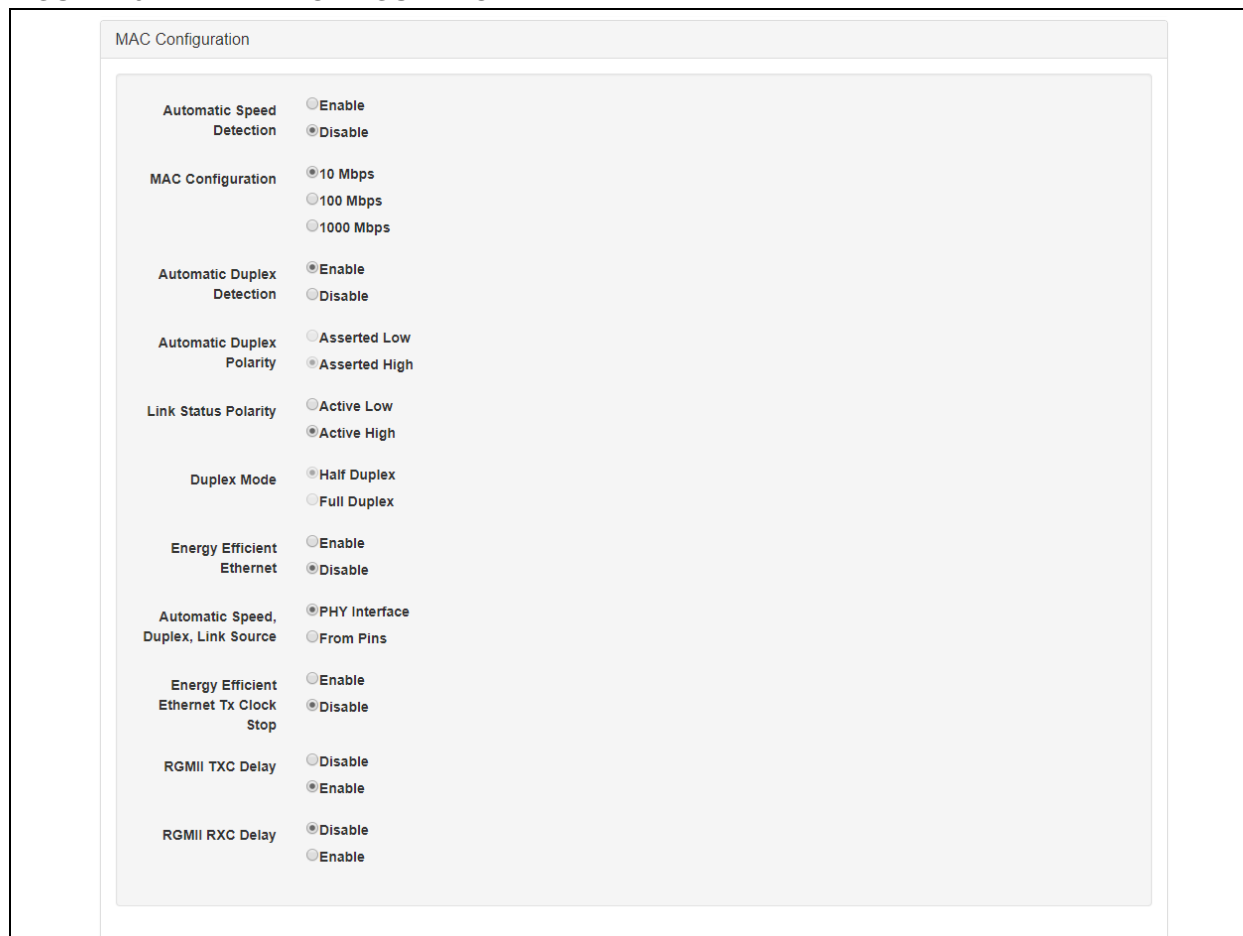 MAC Configuration
Automatic Speed
Detection
Enable
Disable
MAC Configuration
10 Mbps
100 Mbps
1000 Mbps
Automatic Duplex
Detection
Enable
Disable
Automatic Duplex
Polarity
Asserted Low
Asserted High
Link Status Polarity
Active Low
Active High
Duplex Mode
Half Duplex
Full Duplex
Energy Efficient
Ethernet
Enable
Disable
Automatic Speed,
Duplex, Link Source
PHY Interface
From Pins
Energy Efficient
Ethernet Tx Clock
Stop
Enable
Disable
RGMII TXC Delay
Disable
Enable
RGMII RXC Delay
Disable
Enable